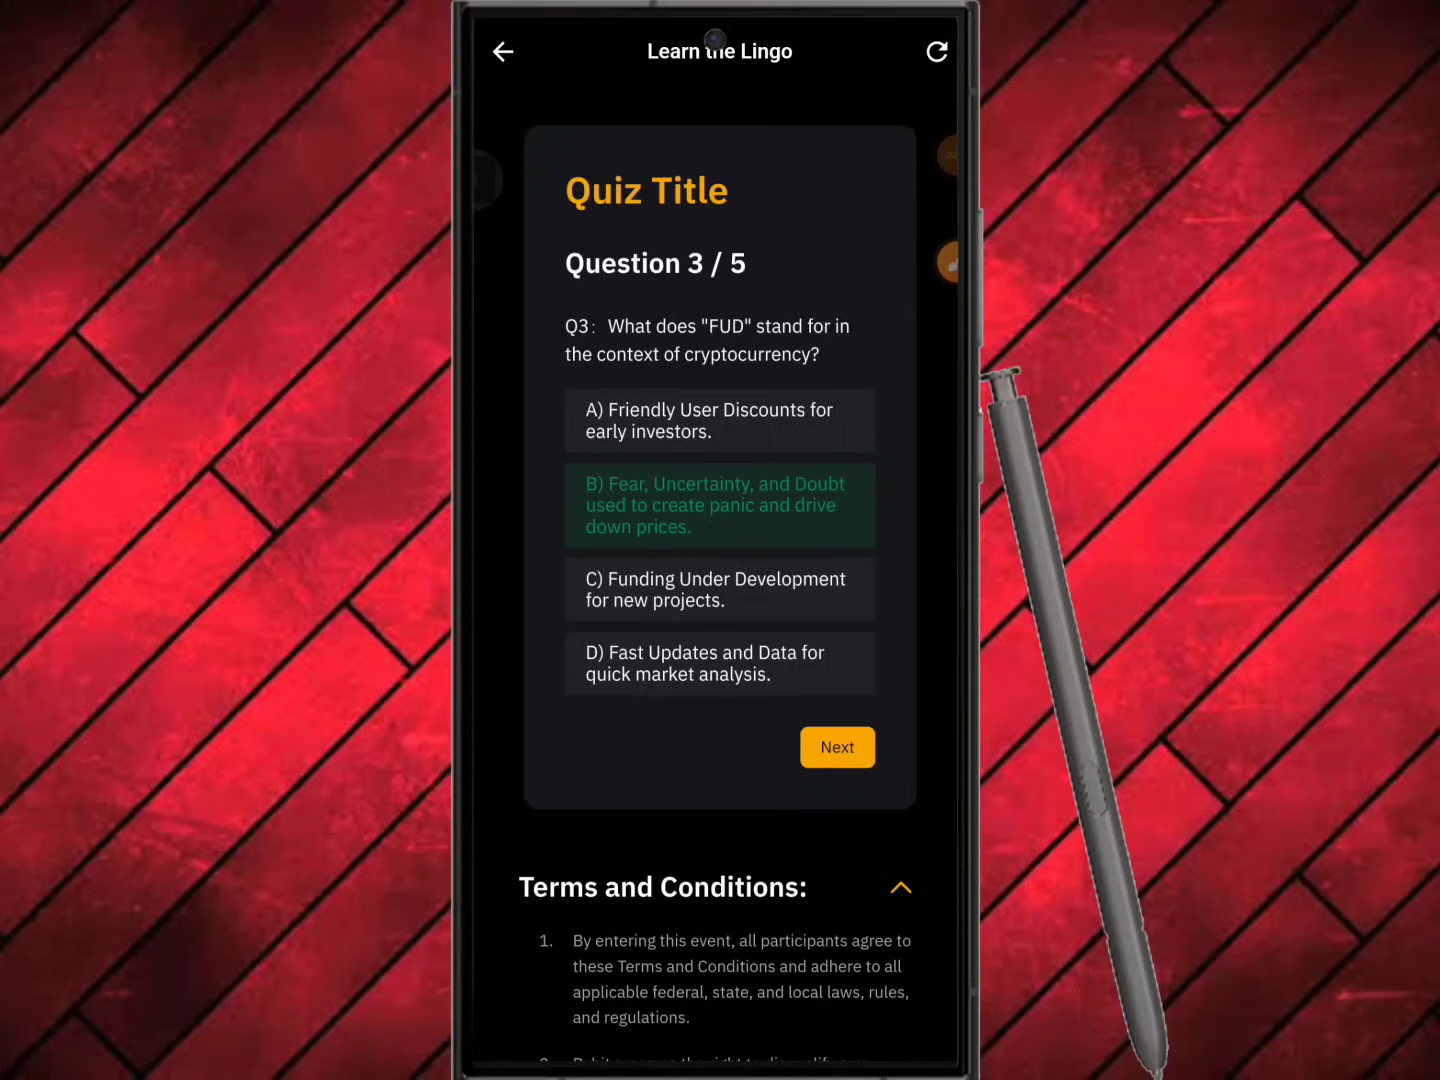 Learn the Lingo
Quiz Title
Question 3 / 5
Q3: What does "FUD" stand for in
the context of cryptocurrency?
A) Friendly User Discounts for
early investors.
B) Fear, Uncertainty, and Doubt
used to create panic and drive
down prices.
C) Funding Under Development
for new projects.
D) Fast Updates and Data for
quick market analysis.
Next
Terms and Conditions:
1. By entering this event, all participants agree to
these Terms and Conditions and adhere to all
applicable federal, state, and local laws, rules,
and regulations.